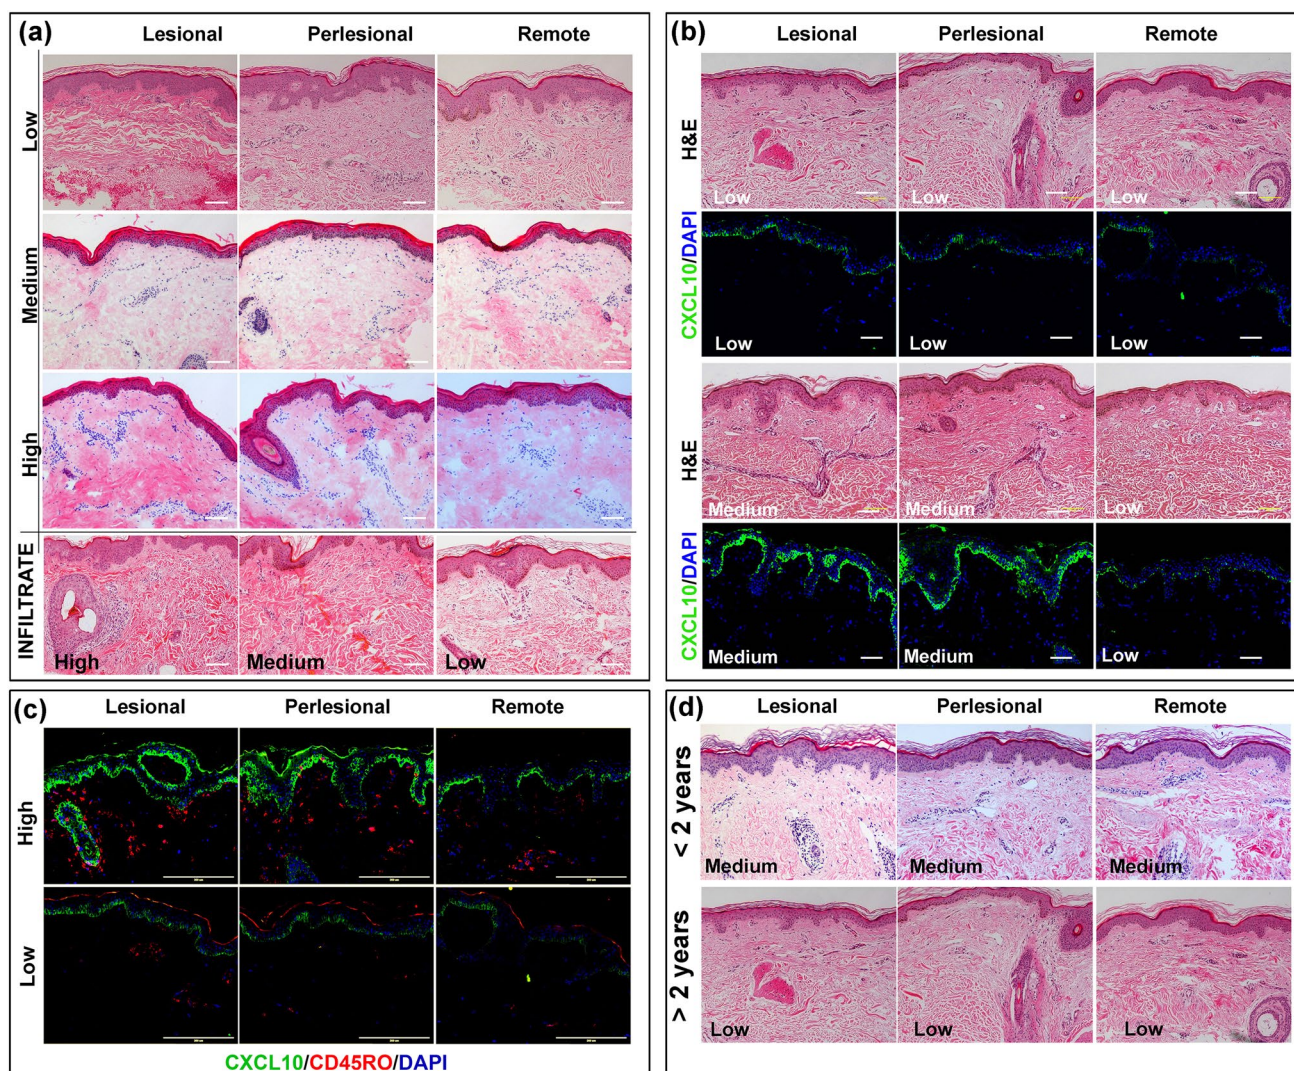 (a)
Lesional Perlesional Remote
Low
Medium
High
INFILTRATE
High Medium Low
(b)
Lesional Perlesional Remote
H&E
Low Low Low
CXCL10/DAPI
Low Low Low
H&E
Medium Medium Low
CXCL10/DAPI
Medium Medium Low
(c)
Lesional Perlesional Remote
High
Low
CXCL10/CD45RO/DAPI
(d)
Lesional Perlesional Remote
< 2 years
Medium Medium Medium
> 2 years
Low Low Low